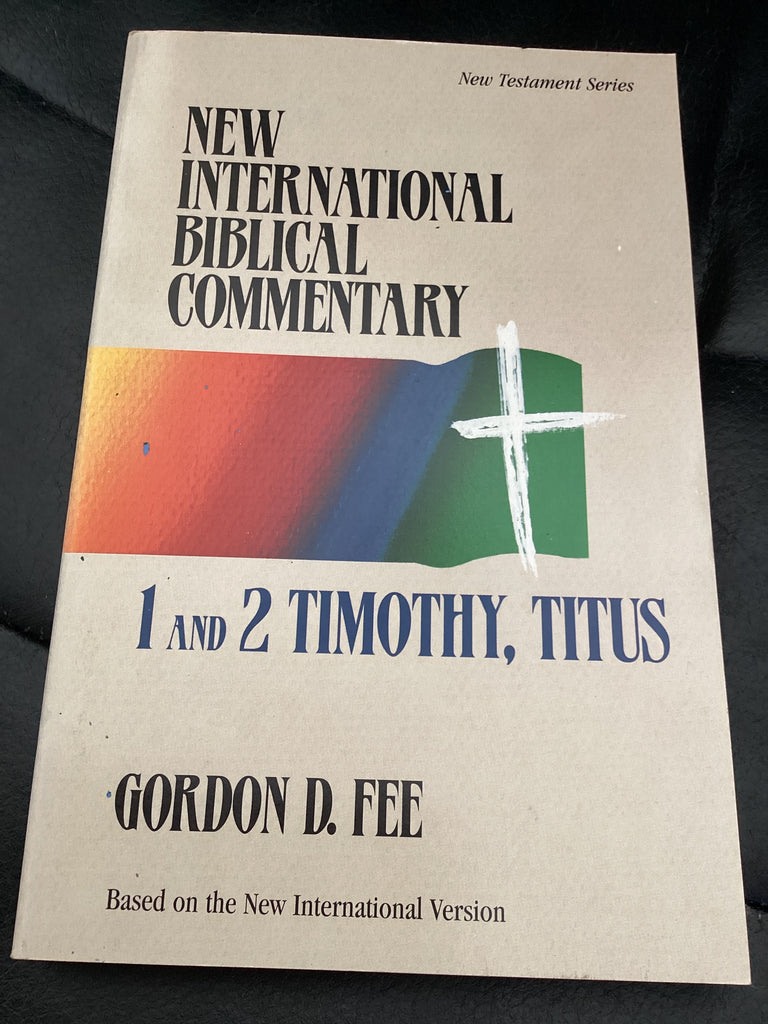 New Testament Series
NEW
INTERNATIONAL
BIBLICAL
COMMENTARY
1 AND 2 TIMOTHY, TITUS
GORDON D. FEE
Based on the New International Version